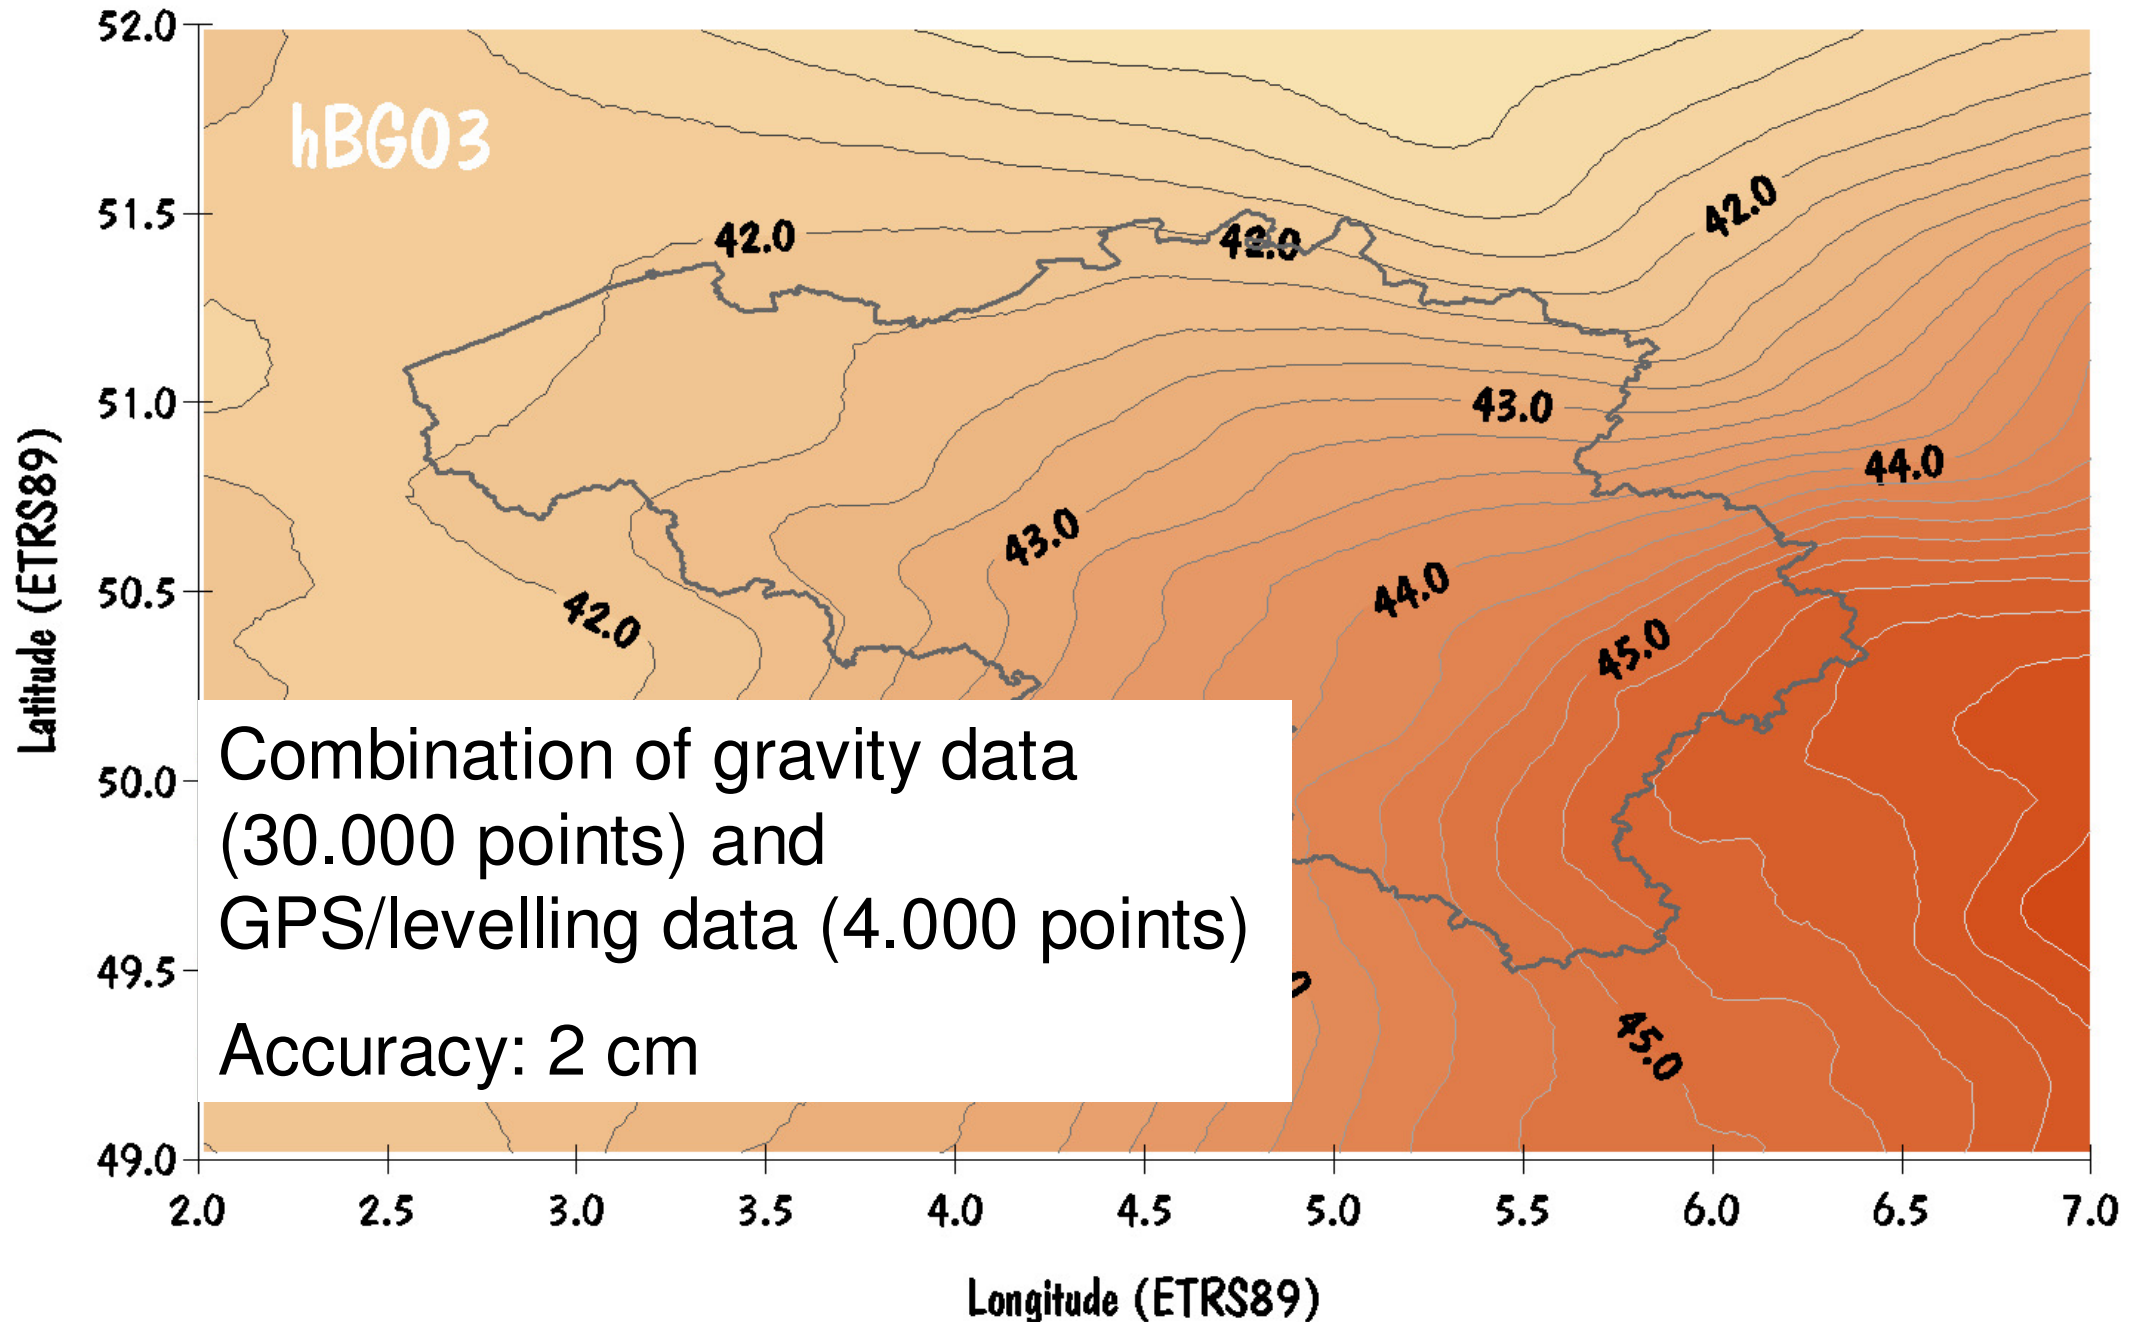 52.0
hBG03
51.5
42.0
42.0
42.0
51.0
43.0
44.0
43.0
50.5
44.0
42.0
45.0
Latitude (ETRS89)
Combination of gravity data
50.0
(30.000 points) and
GPS/levelling data (4.000 points)
49.5
0
Accuracy: 2 cm
45.0
49.0
2.0 2.5 3.0 3.5 4.0 4.5 5.0 5.5 6.0 6.5 7.0
Longitude (ETRS89)